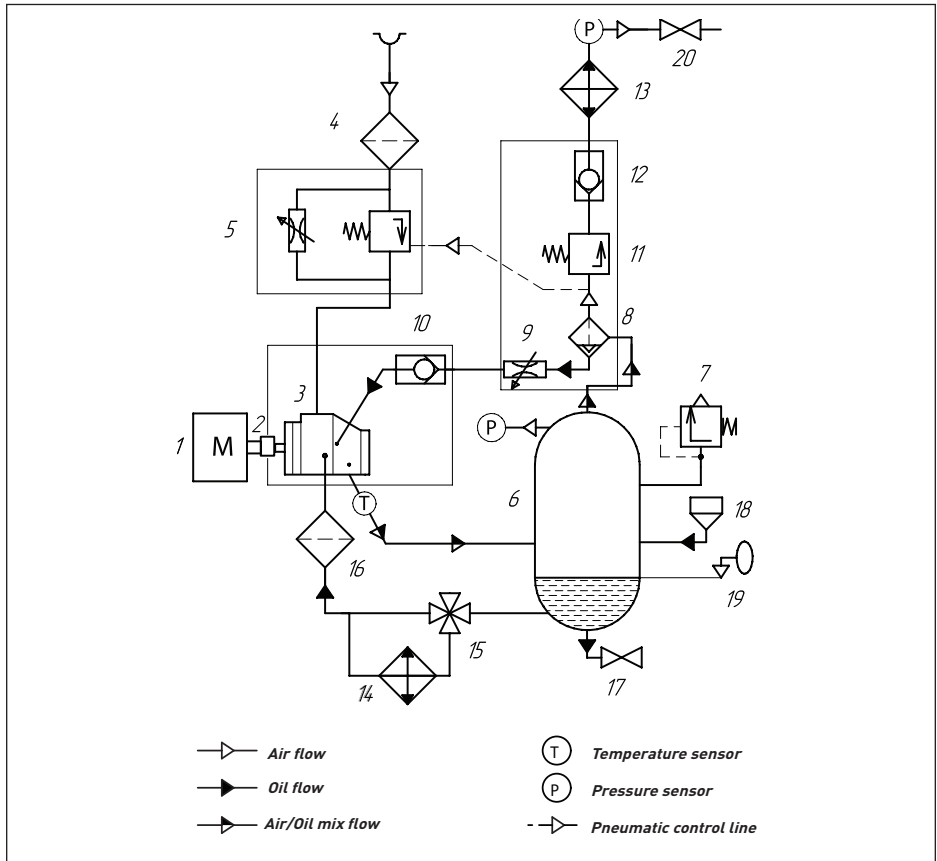 P
20
13
4
12
5
11
10
9
8
7
3
2
1
M
P
6
18
T
16
19
15
14
17
Air flow
T
Temperature sensor
Oil flow
P
Pressure sensor
Air/Oil mix flow
Pneumatic control line